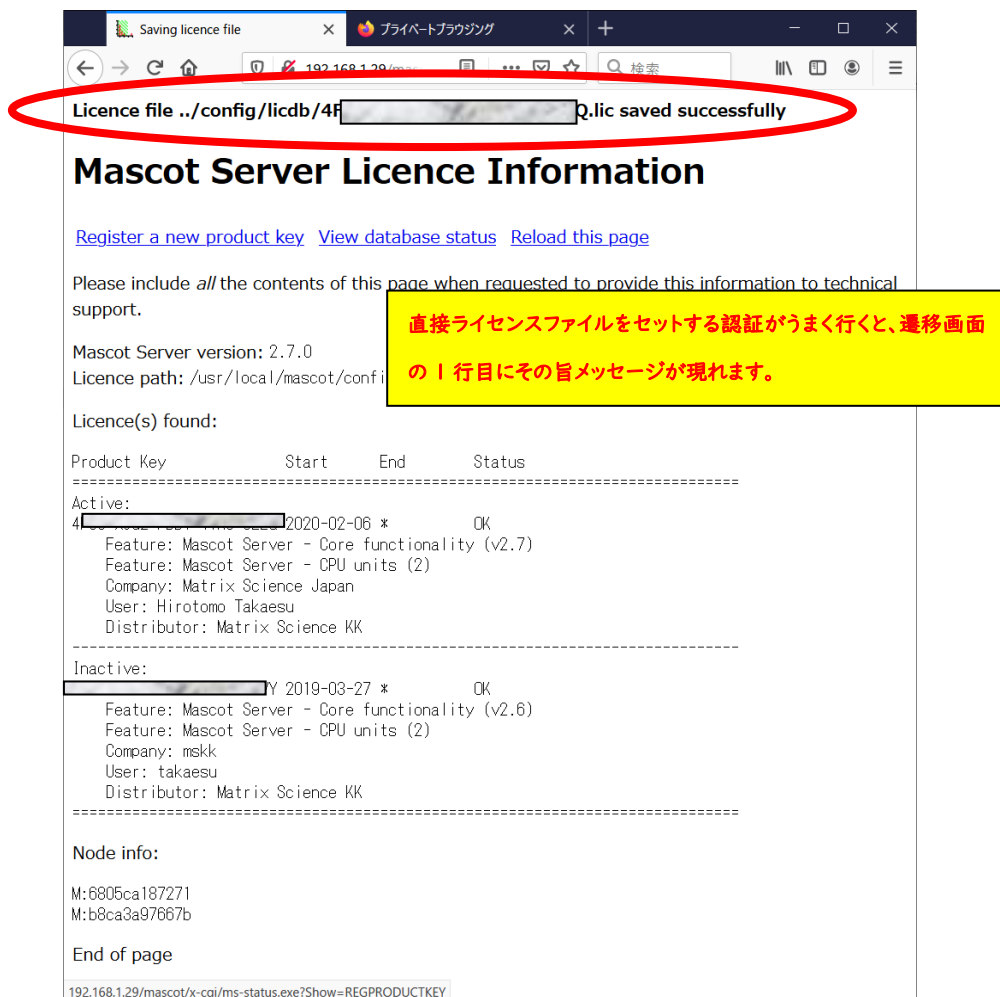 Saving licence file
プライベートブラウジング
192.168.1.29/mas
検索
Licence file ../config/licdb/4F Q.lic saved successfully
Mascot Server Licence Information
Register a new product key View database status Reload this page
Please include all the contents of this page when requested to provide this information to technical
support.
直接ライセンスファイルをセットする認証がうまく行くと、遷移画面
の 1 行目にその旨メッセージが現れます。
Mascot Server version: 2.7.0
Licence path: /usr/local/mascot/confi
Licence(s) found:
Product Key Start End Status
==============================================================================
Active:
2020-02-06 * OK
Feature: Mascot Server - Core functionality (v2.7)
Feature: Mascot Server - CPU units (2)
Company: Matrix Science Japan
User: Hirotomo Takaesu
Distributor: Matrix Science KK
------------------------------------------------------------------------------
Inactive:
Y 2019-03-27 * OK
Feature: Mascot Server - Core functionality (v2.6)
Feature: Mascot Server - CPU units (2)
Company: mskk
User: takaesu
Distributor: Matrix Science KK
==============================================================================
Node info:
M:6805ca187271
M:b8ca3a97667b
End of page
192.168.1.29/mascot/x-cgi/ms-status.exe?Show=REGPRODUCTKEY